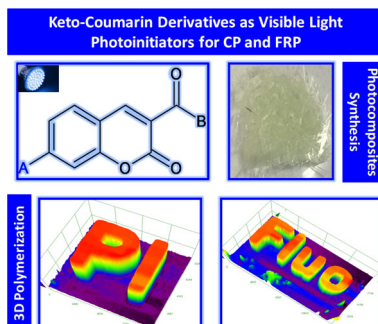 Keto-Coumarin Derivatives as Visible Light
Photoinitiators for CP and FRP
O
B
A
O
O
Photocomposites
Synthesis
3D Polymerization
PI
Fluo